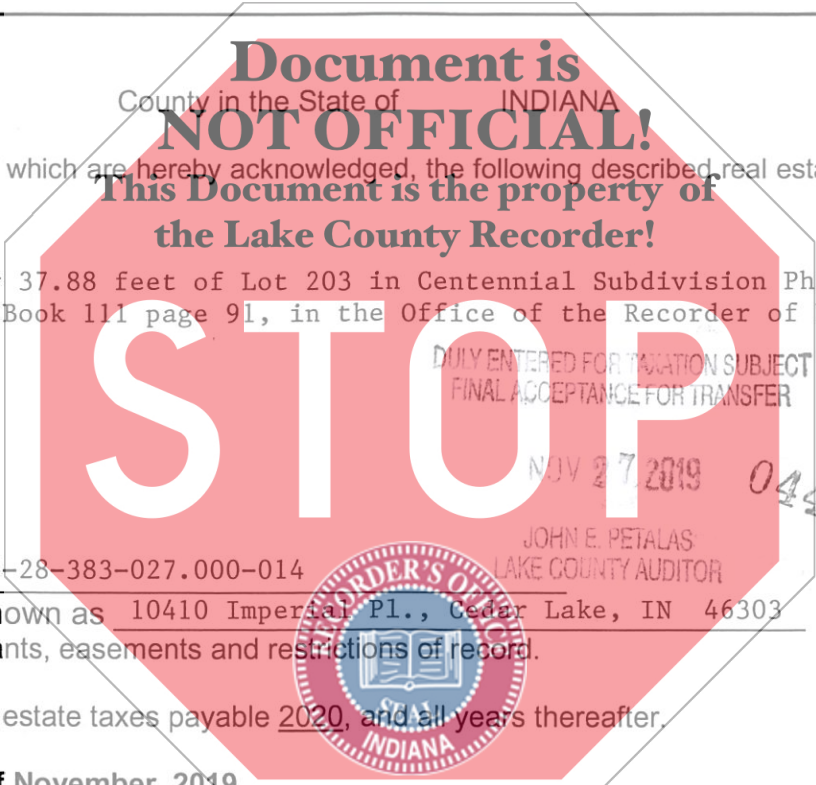 Document is
County in the State of INDIANA
NOT OFFICIAL!
which are hereby acknowledged, the following described real esta
This Document is the property of
the Lake County Recorder!
37.88 feet of Lot 203 in Centennial Subdivision Ph
Book 111 page 91, in the Office of the Recorder of
STOP
DULY ENTERED FOR TAXATION SUBJECT
FINAL ACCEPTANCE FOR TRANSFER
NOV 27 2019 044
JOHN E. PETALAS
LAKE COUNTY AUDITOR
-28-383-027.000-014
RECORDER'S OFFICE
own as 10410 Imperial Pl., Cedar Lake, IN 46303
nts, easements and restrictions of record.
SEAL
estate taxes payable 2020, and all years thereafter.
INDIANA
f November, 2019